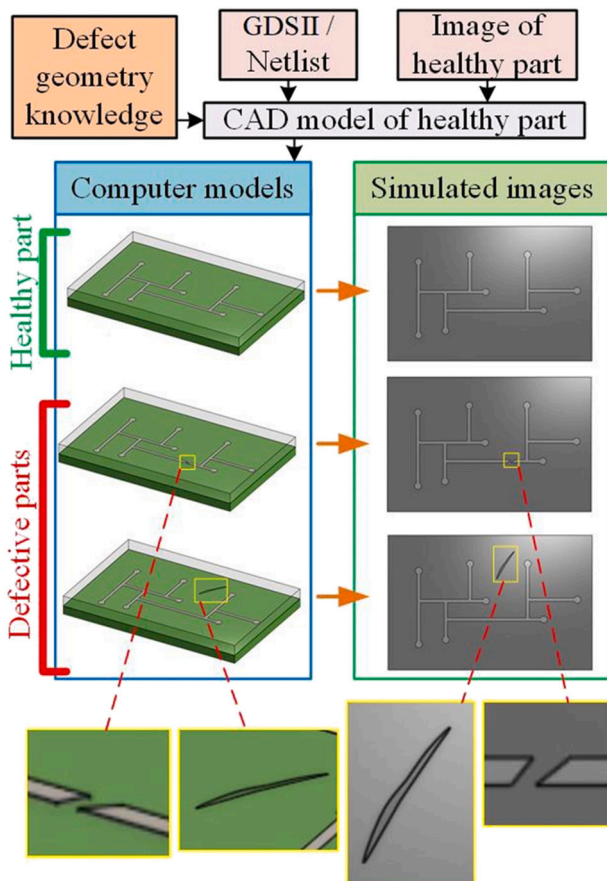 Defect
geometry
knowledge
GDSII /
Netlist
Image of
healthy part
CAD model of healthy part
Computer models
Simulated images
Healthy part
Defective parts